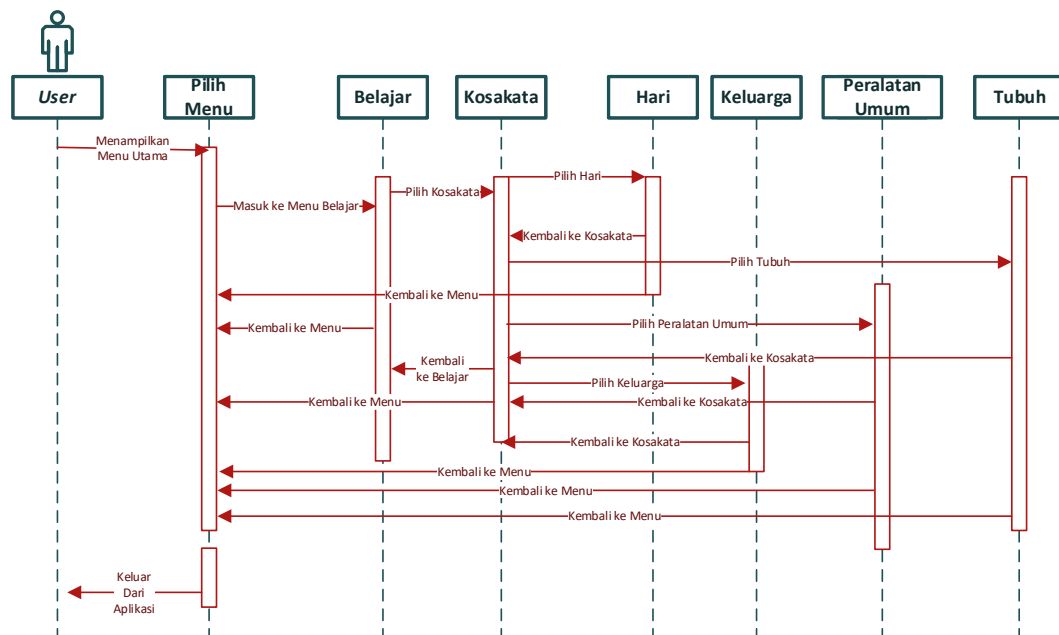 User
Pilih
Menu
Belajar
Kosakata
Hari
Keluarga
Peralatan
Umum
Tubuh
Menampilkan
Menu Utama
Pilih Hari
Pilih Kosakata
Masuk ke Menu Belajar
Kembali ke Kosakata
Pilih Tubuh
Kembali ke Menu
Pilih Peralatan Umum
Kembali ke Menu
Kembali ke Kosakata
Kembali
ke Belajar
Pilih Keluarga
Kembali ke Menu
Kembali ke Kosakata
Kembali ke Kosakata
Kembali ke Menu
Kembali ke Menu
Kembali ke Menu
Keluar
Dari
Aplikasi